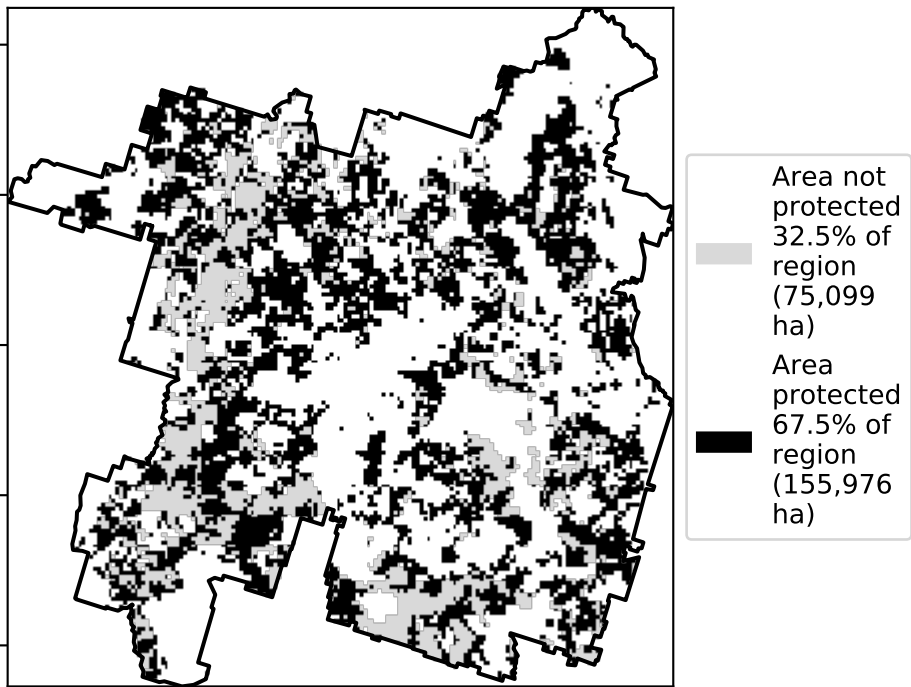 Area not
protected
32.5% of
region
(75,099
ha)
Area
protected
67.5% of
region
(155,976
ha)